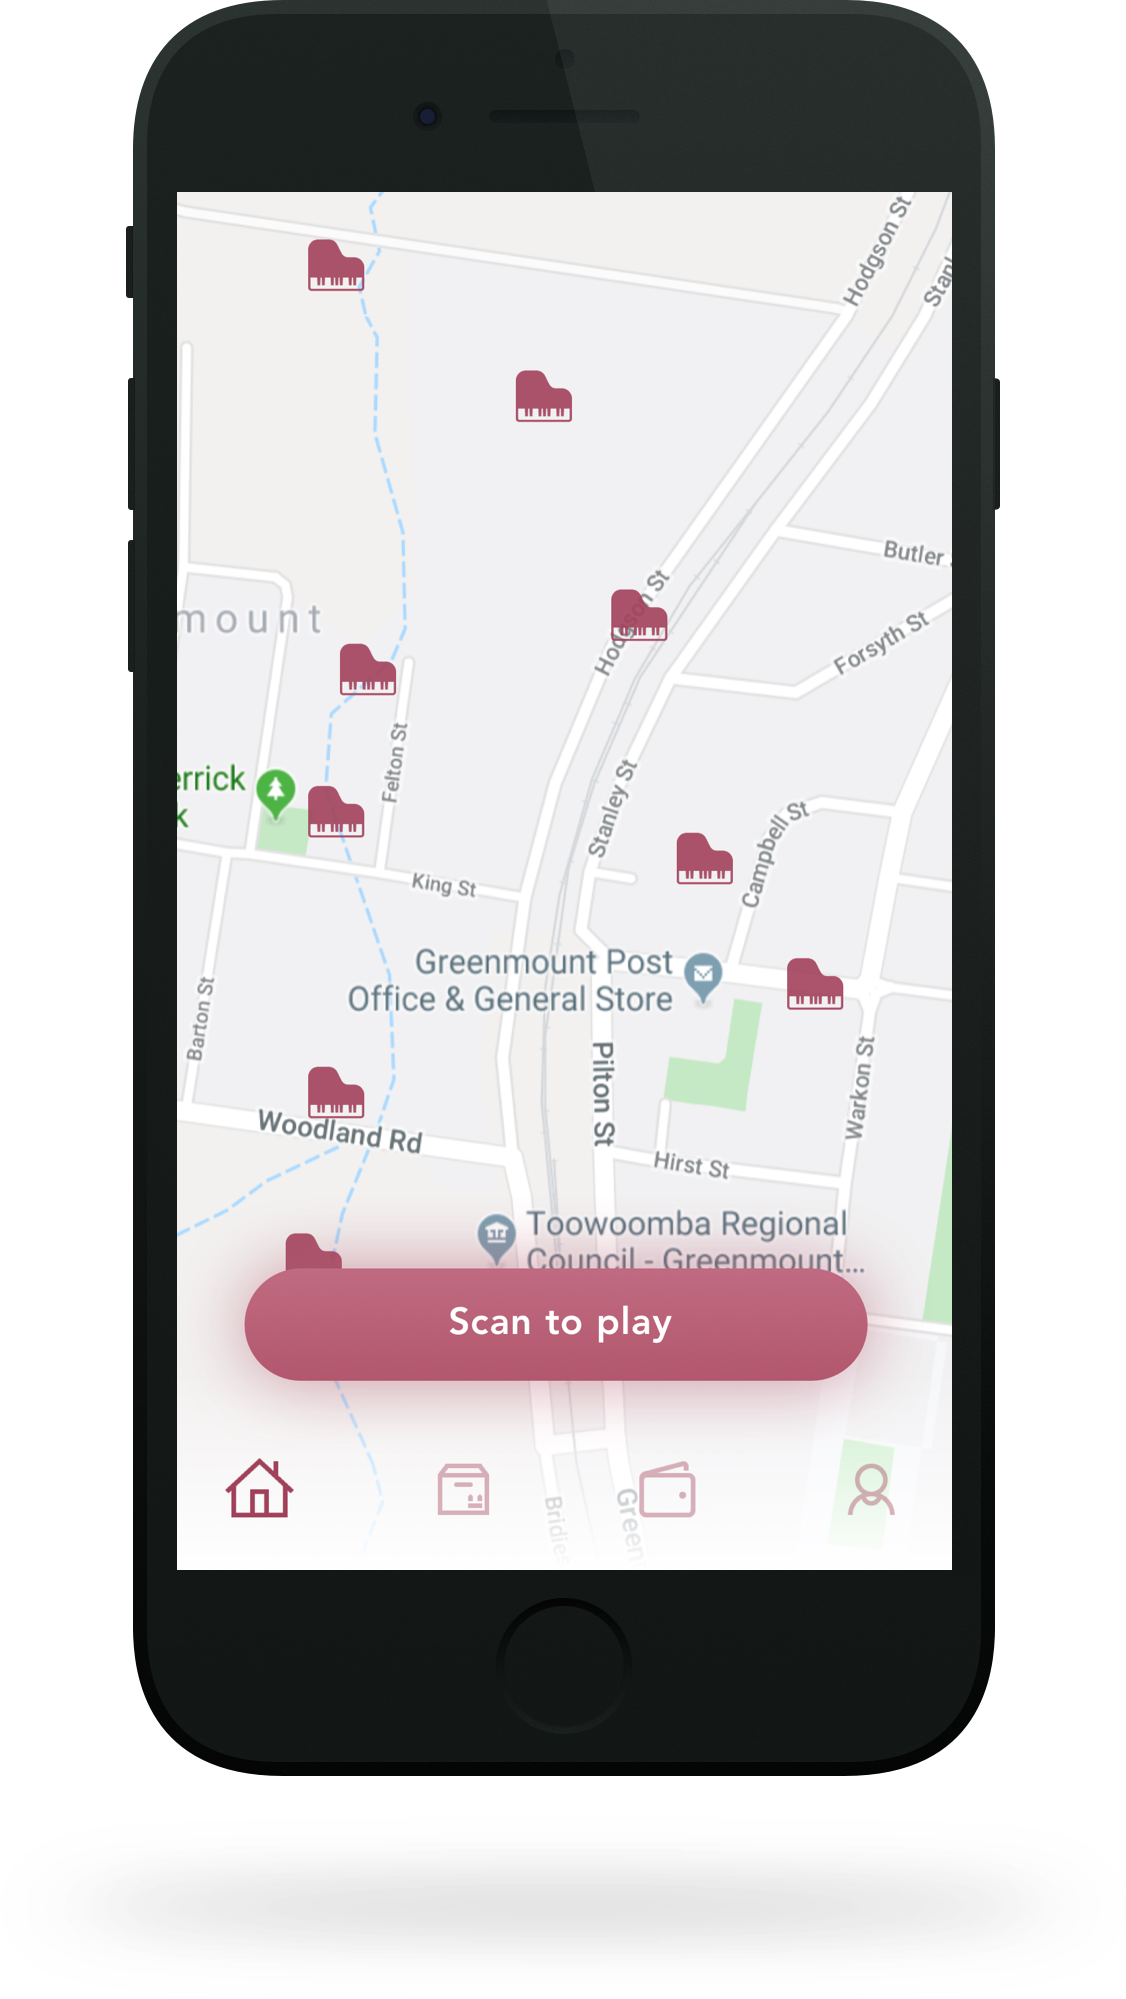 Hodgson St
Stanl
Butler
Hodgson St
Forsyth St
mount
Felton St
Stanley St
errick
k
Campbell St
King St
Greenmount Post
Office & General Store
Barton St
Pilton St
Warkon St
Woodland Rd
Hirst St
Toowoomba Regional
Council - Greenmount...
Scan to play
Bridie
Green